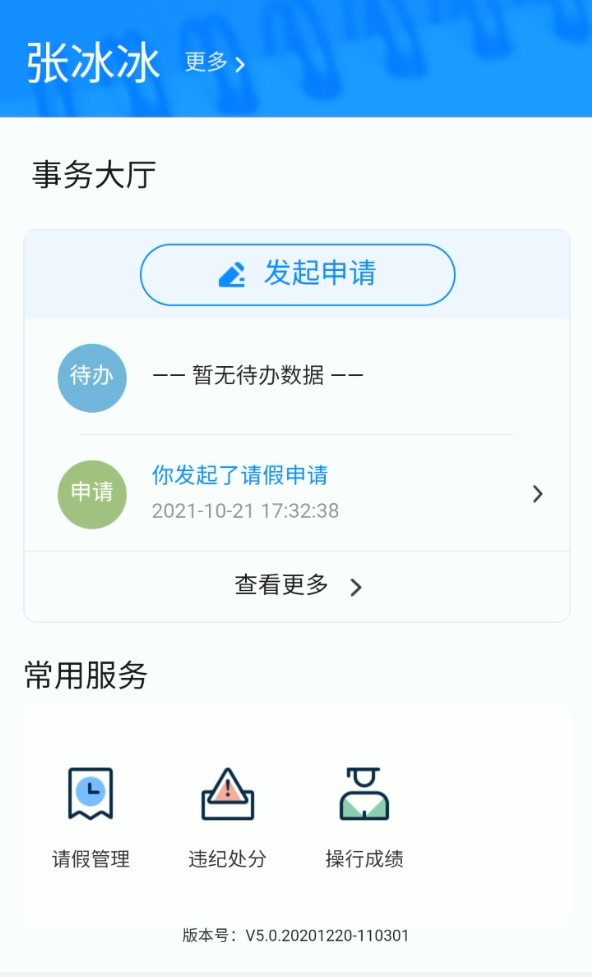 张冰冰 更多
事务大厅
发起申请
待办 —— 暂无待办数据 ——
申请 你发起了请假申请
2021-10-21 17:32:38
查看更多
常用服务
请假管理 违纪处分 操行成绩
版本号：V5.0.20201220-110301